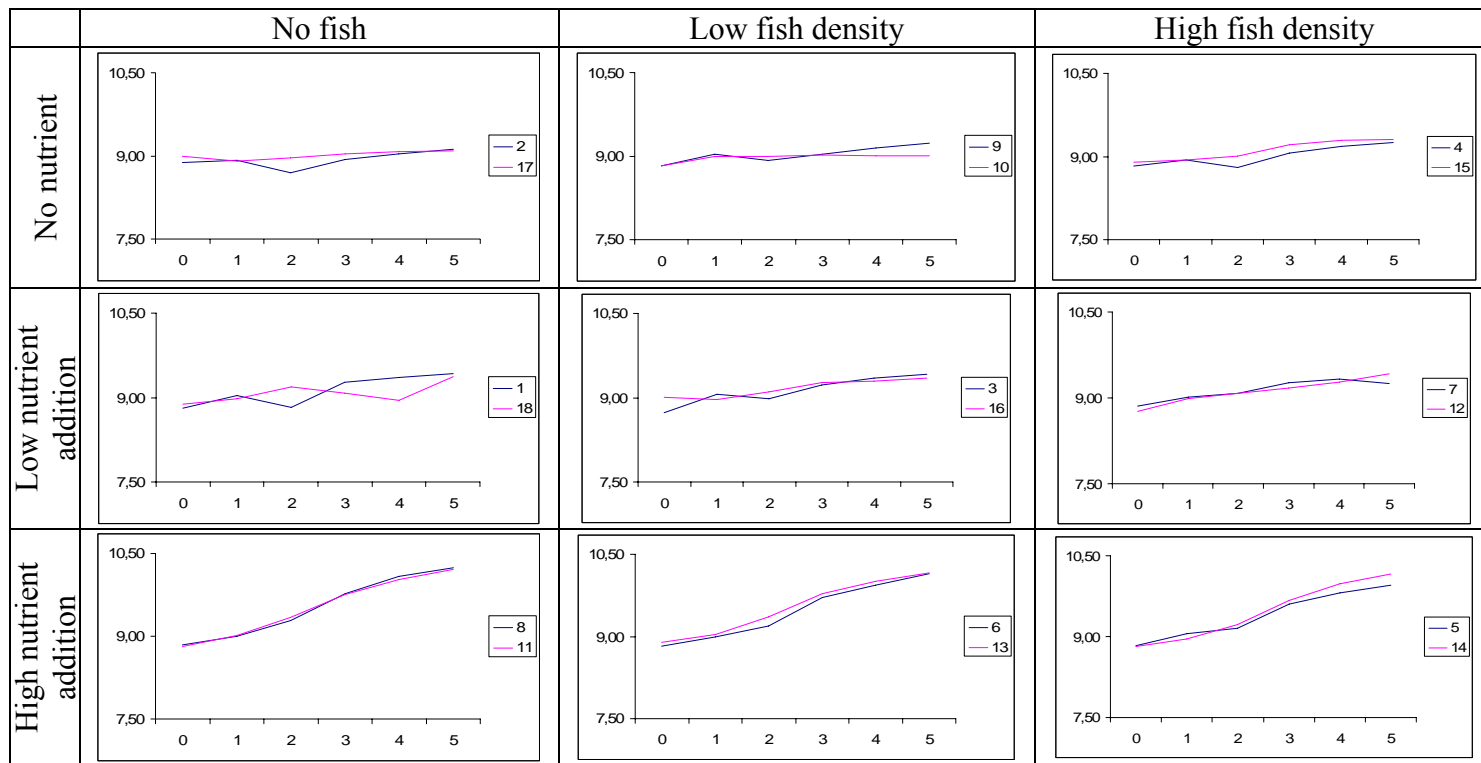 No fish
Low fish density
High fish density
No nutrient
10,50
9,00
7,50
0 1 2 3 4 5
2
17
10,50
9,00
7,50
0 1 2 3 4 5
9
10
10,50
9,00
7,50
0 1 2 3 4 5
4
15
Low nutrient
addition
10,50
9,00
7,50
0 1 2 3 4 5
1
18
10,50
9,00
7,50
0 1 2 3 4 5
3
16
10,50
9,00
7,50
0 1 2 3 4 5
7
12
High nutrient
addition
10,50
9,00
7,50
0 1 2 3 4 5
8
11
10,50
9,00
7,50
0 1 2 3 4 5
6
13
10,50
9,00
7,50
0 1 2 3 4 5
5
14